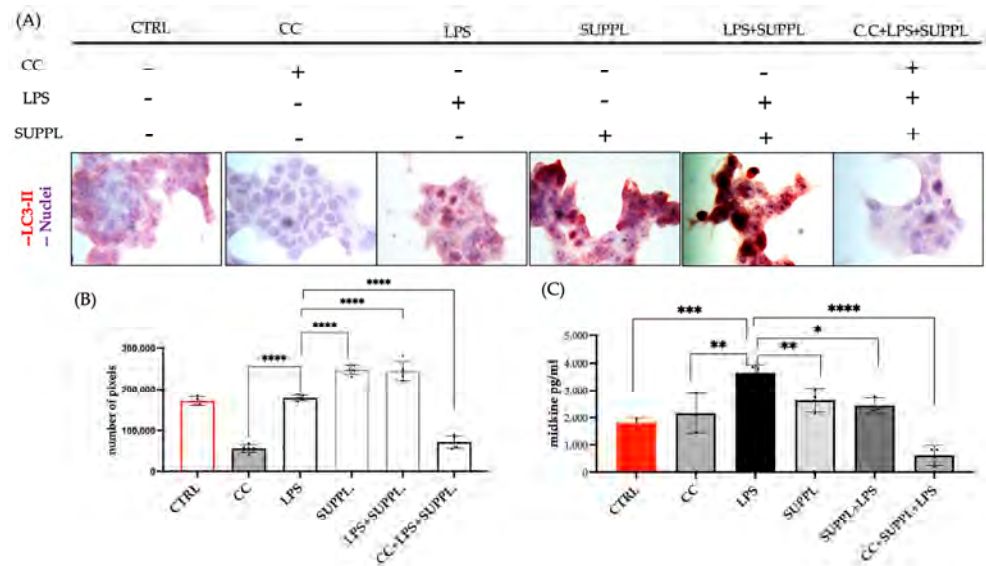 (A)
CTRL CC LPS SUPPL LPS+SUPPL C.C+LPS+SUPPL
CC - + - - - +
LPS - - + - + +
SUPPL - - - + + +
–LC3-II
– Nuclei
(B)
**** **** **** ****
number of pixels
300,000
200,000
100,000
0
CTRL CC LPS SUPPL LPS+SUPPL CC+LPS+SUPPL
(C)
*** ** ** * ****
midkine pg/ml
5.000
4.000
3.000
2.000
1.000
0
CTRL CC LPS SUPPL SUPPL+LPS CC+SUPPL+LPS